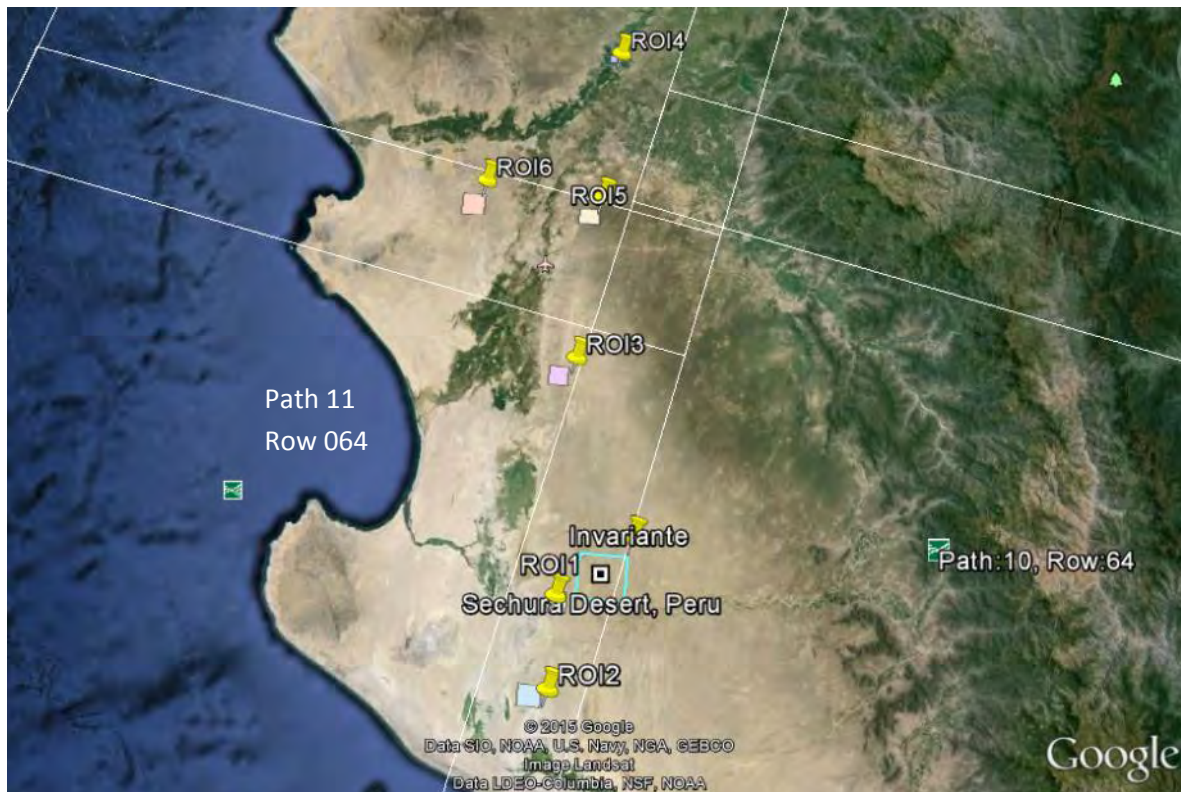 ROI4
ROI6
ROI5
ROI3
Path 11
Row 064
Invariante
ROI1
Path:10, Row:64
Sechura Desert, Peru
ROI2
© 2015 Google
Data SIO, NOAA, U.S. Navy, NGA, GEBCO
Image Landsat
Data LDEO-Columbia, NSF, NOAA
Google